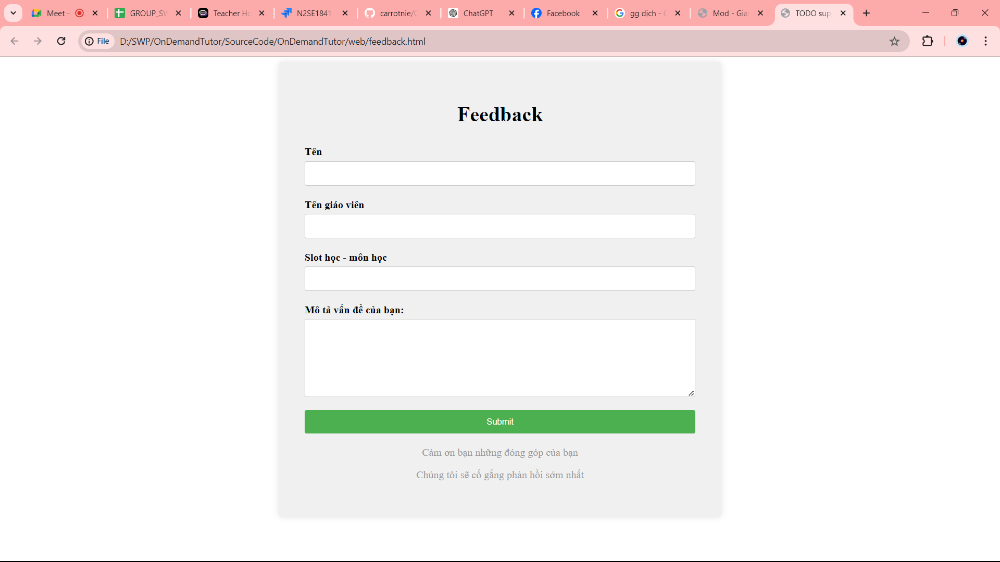 Meet -
GROUP_SW
Teacher Ho
N2SE1841
carrotnie/
ChatGPT
Facebook
gg dịch -
Mod - Gia
TODO sup
File
D:/SWP/OnDemandTutor/SourceCode/OnDemandTutor/web/feedback.html
Feedback
Tên
Tên giáo viên
Slot học - môn học
Mô tả vấn đề của bạn:
Submit
Cảm ơn bạn những đóng góp của bạn
Chúng tôi sẽ cố gắng phản hồi sớm nhất